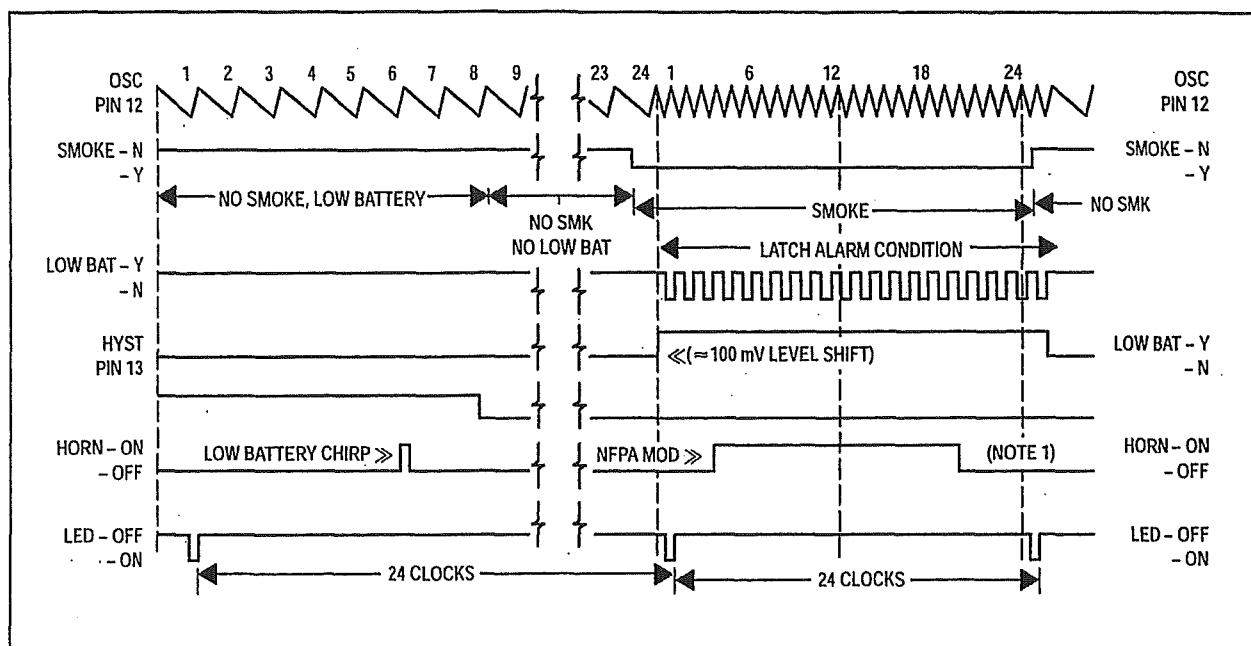 1 2 3 4 5 6 7 8 9 23 24 1 6 12 18 24
OSC
PIN 12
OSC
PIN 12
SMOKE – N
– Y
SMOKE – N
– Y
NO SMOKE, LOW BATTERY
NO SMK
NO LOW BAT
SMOKE
NO SMK
LATCH ALARM CONDITION
LOW BAT – Y
– N
HYST
PIN 13
≪(≈100 mV LEVEL SHIFT)
LOW BAT – Y
– N
HORN – ON
– OFF
LOW BATTERY CHIRP ≫
NFPA MOD ≫
(NOTE 1)
HORN – ON
– OFF
LED – OFF
– ON
24 CLOCKS
24 CLOCKS
LED – OFF
– ON